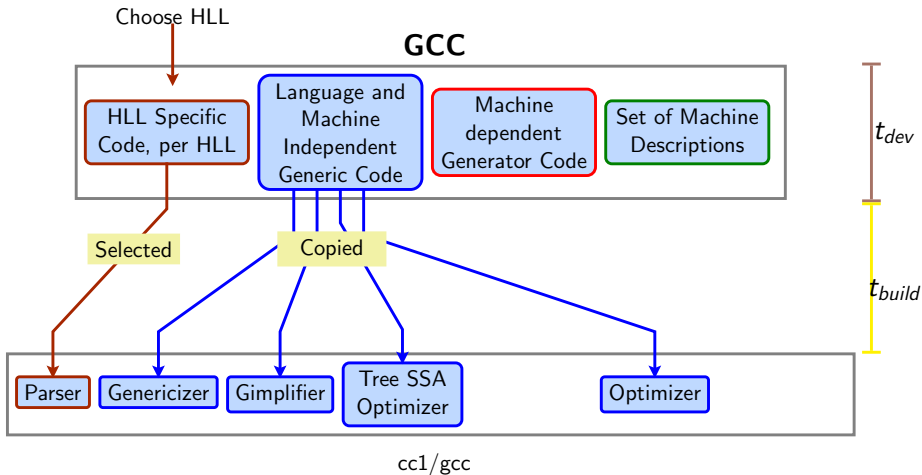 Choose HLL
GCC
HLL Specific
Code, per HLL
Language and
Machine
Independent
Generic Code
Machine
dependent
Generator Code
Set of Machine
Descriptions
t_dev
Selected
Copied
t_build
Parser
Genericizer
Gimplifier
Tree SSA
Optimizer
Optimizer
cc1/gcc